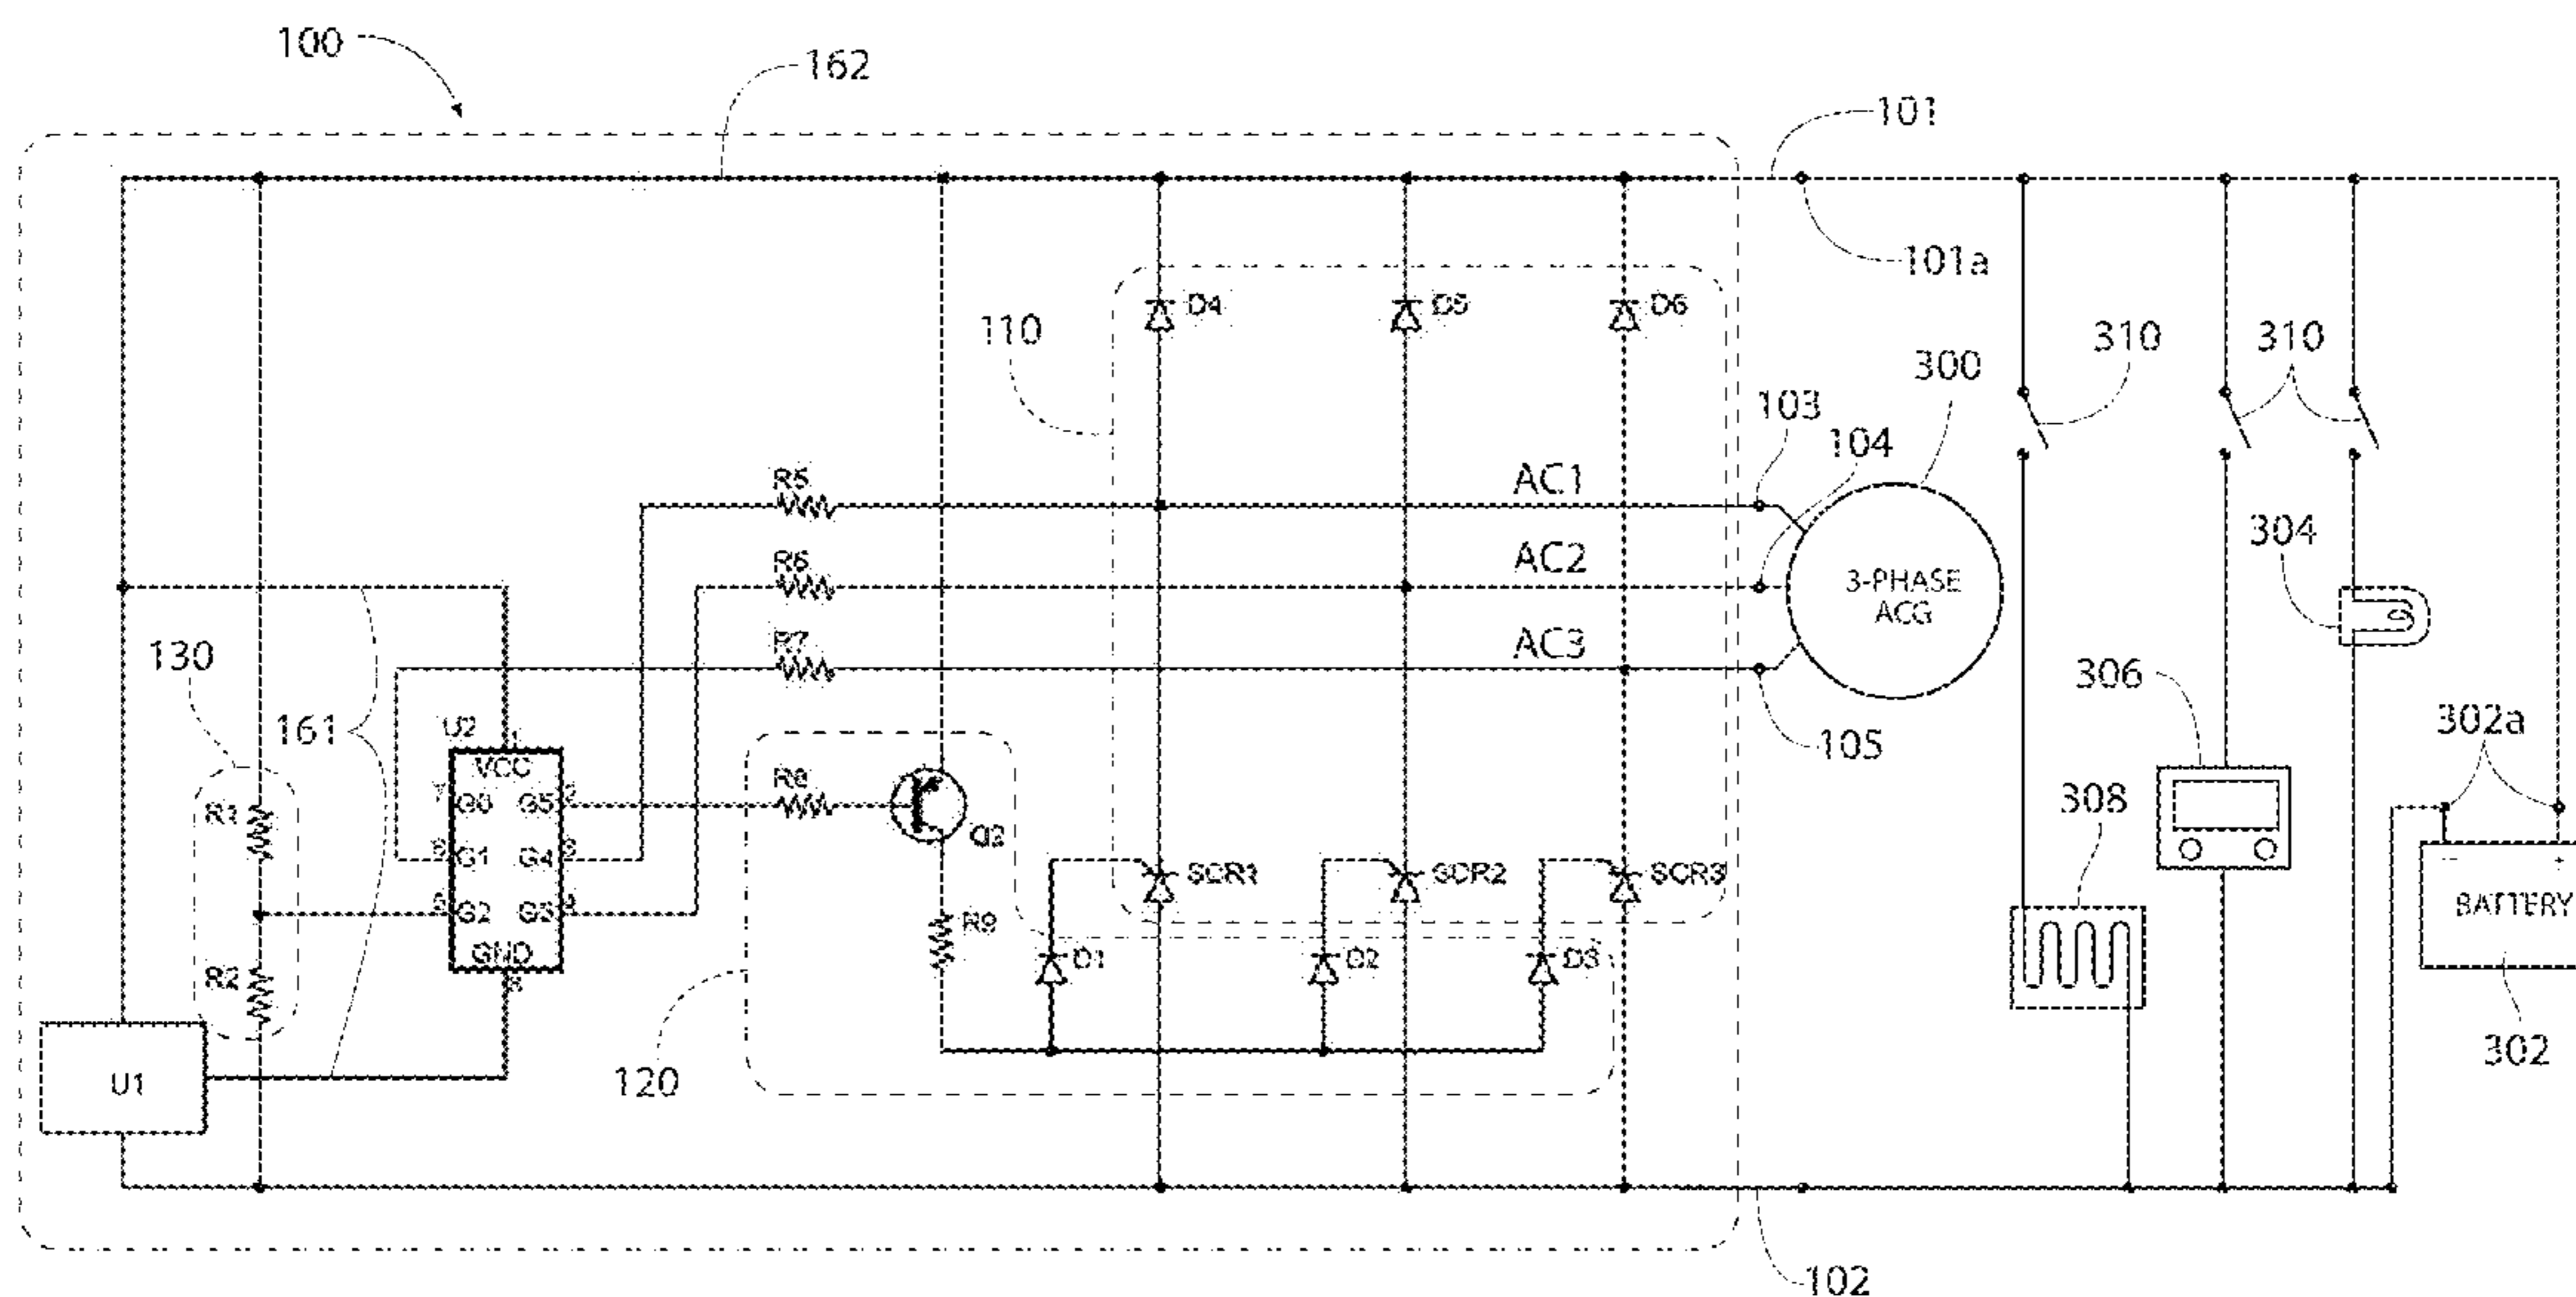 100
162
101
101a
D4
D5
D6
110
310
310
300
103
104
R5
AC1
304
R6
AC2
3-PHASE
ACG
130
R7
AC3
306
161
U2
1
302a
105
VCC
R1
G0
G5
R8
Q2
308
G1
G4
SCR1
SCR2
SCR3
-
+
G2
BATTERY
R9
GND
R2
D1
D2
D3
U1
120
302
102